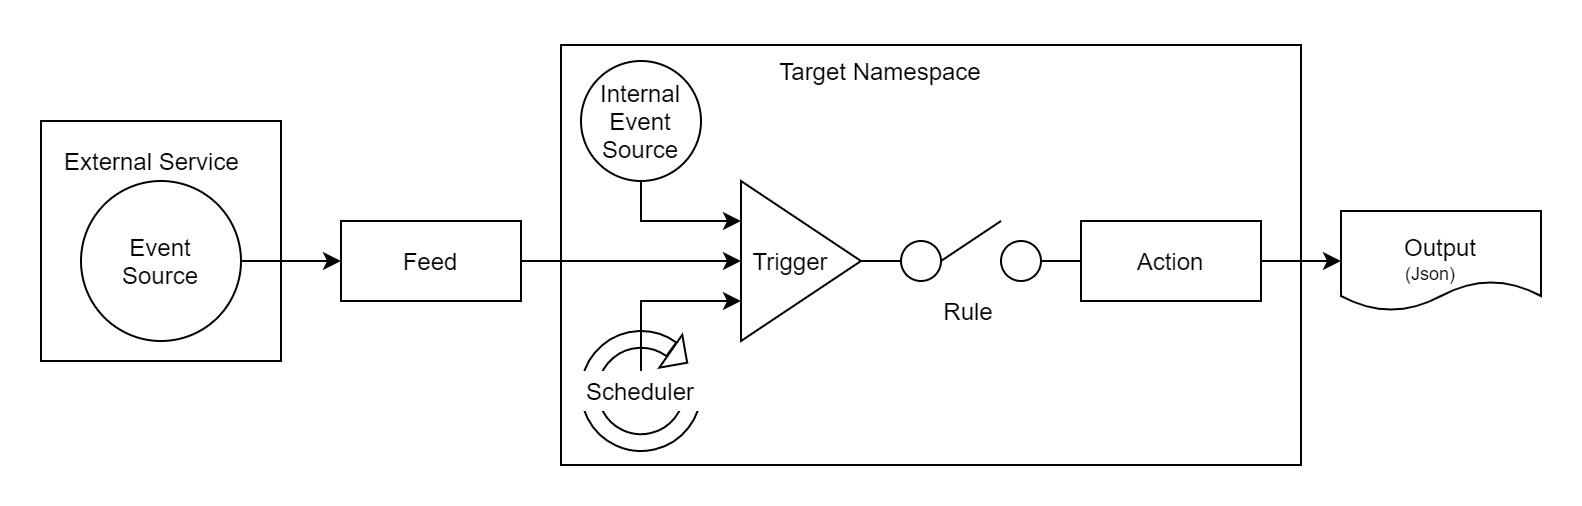 Target Namespace
Internal
Event
Source
External Service
Event
Source
Feed
Trigger
Rule
Action
Output
(Json)
Scheduler